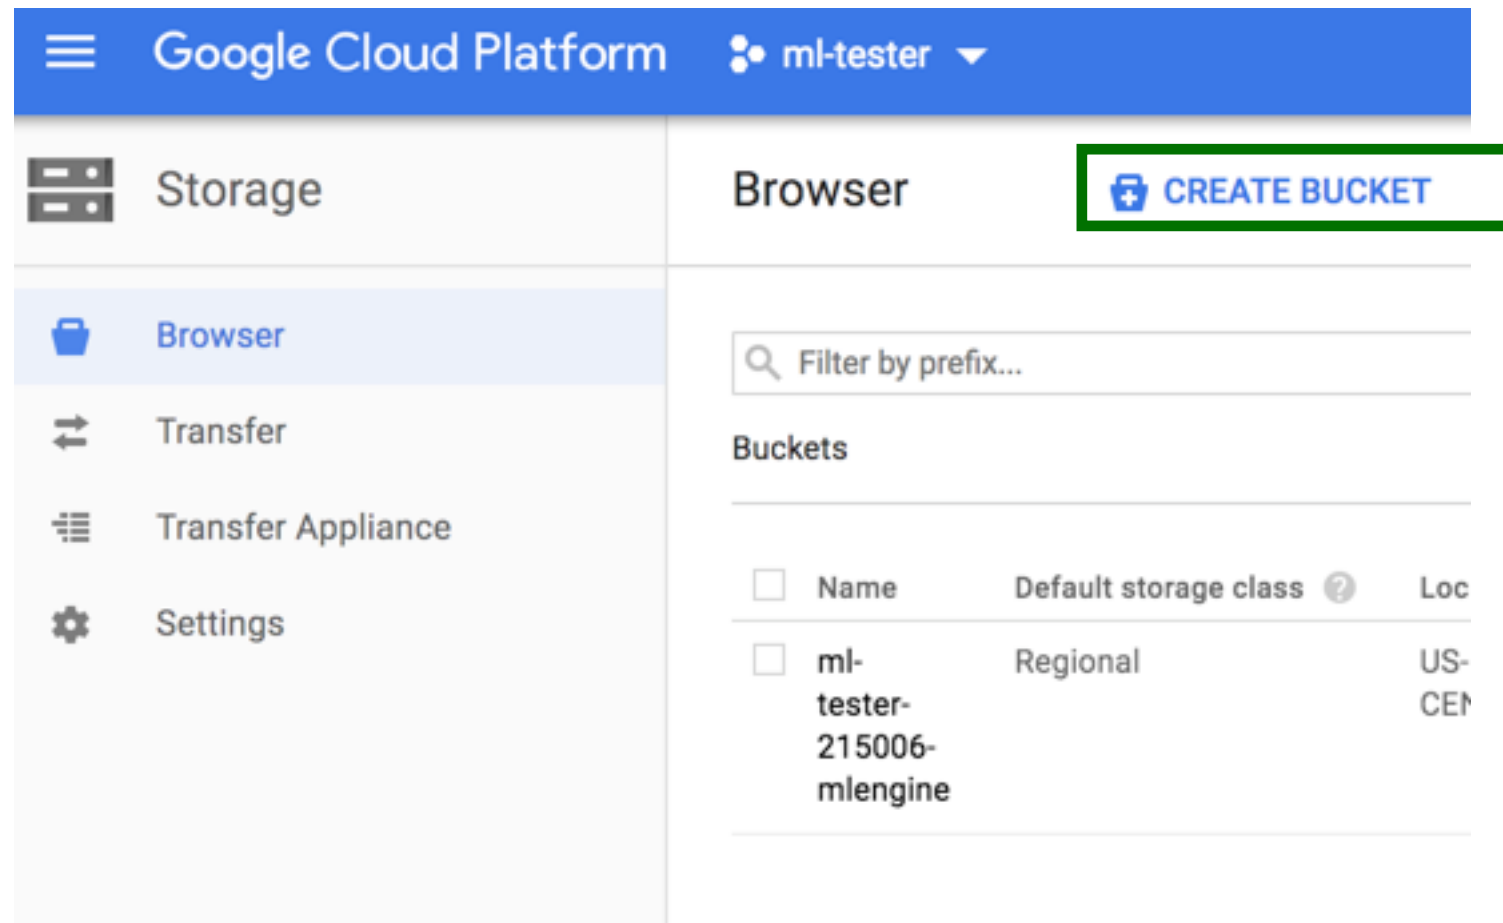 Google Cloud Platform ml-tester
Storage
Browser
Transfer
Transfer Appliance
Settings
Browser CREATE BUCKET
Filter by prefix...
Buckets
Name Default storage class Loc
ml- Regional US-
tester- CEN
215006-
mlengine